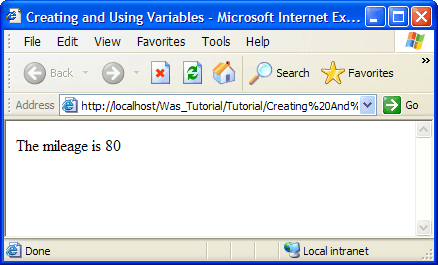 Creating and Using Variables - Microsoft Internet Ex...
File Edit View Favorites Tools Help
Back Search Favorites
Address http://localhost/Was_Tutorial/Tutorial/Creating%20And% Go
The mileage is 80
Done Local intranet